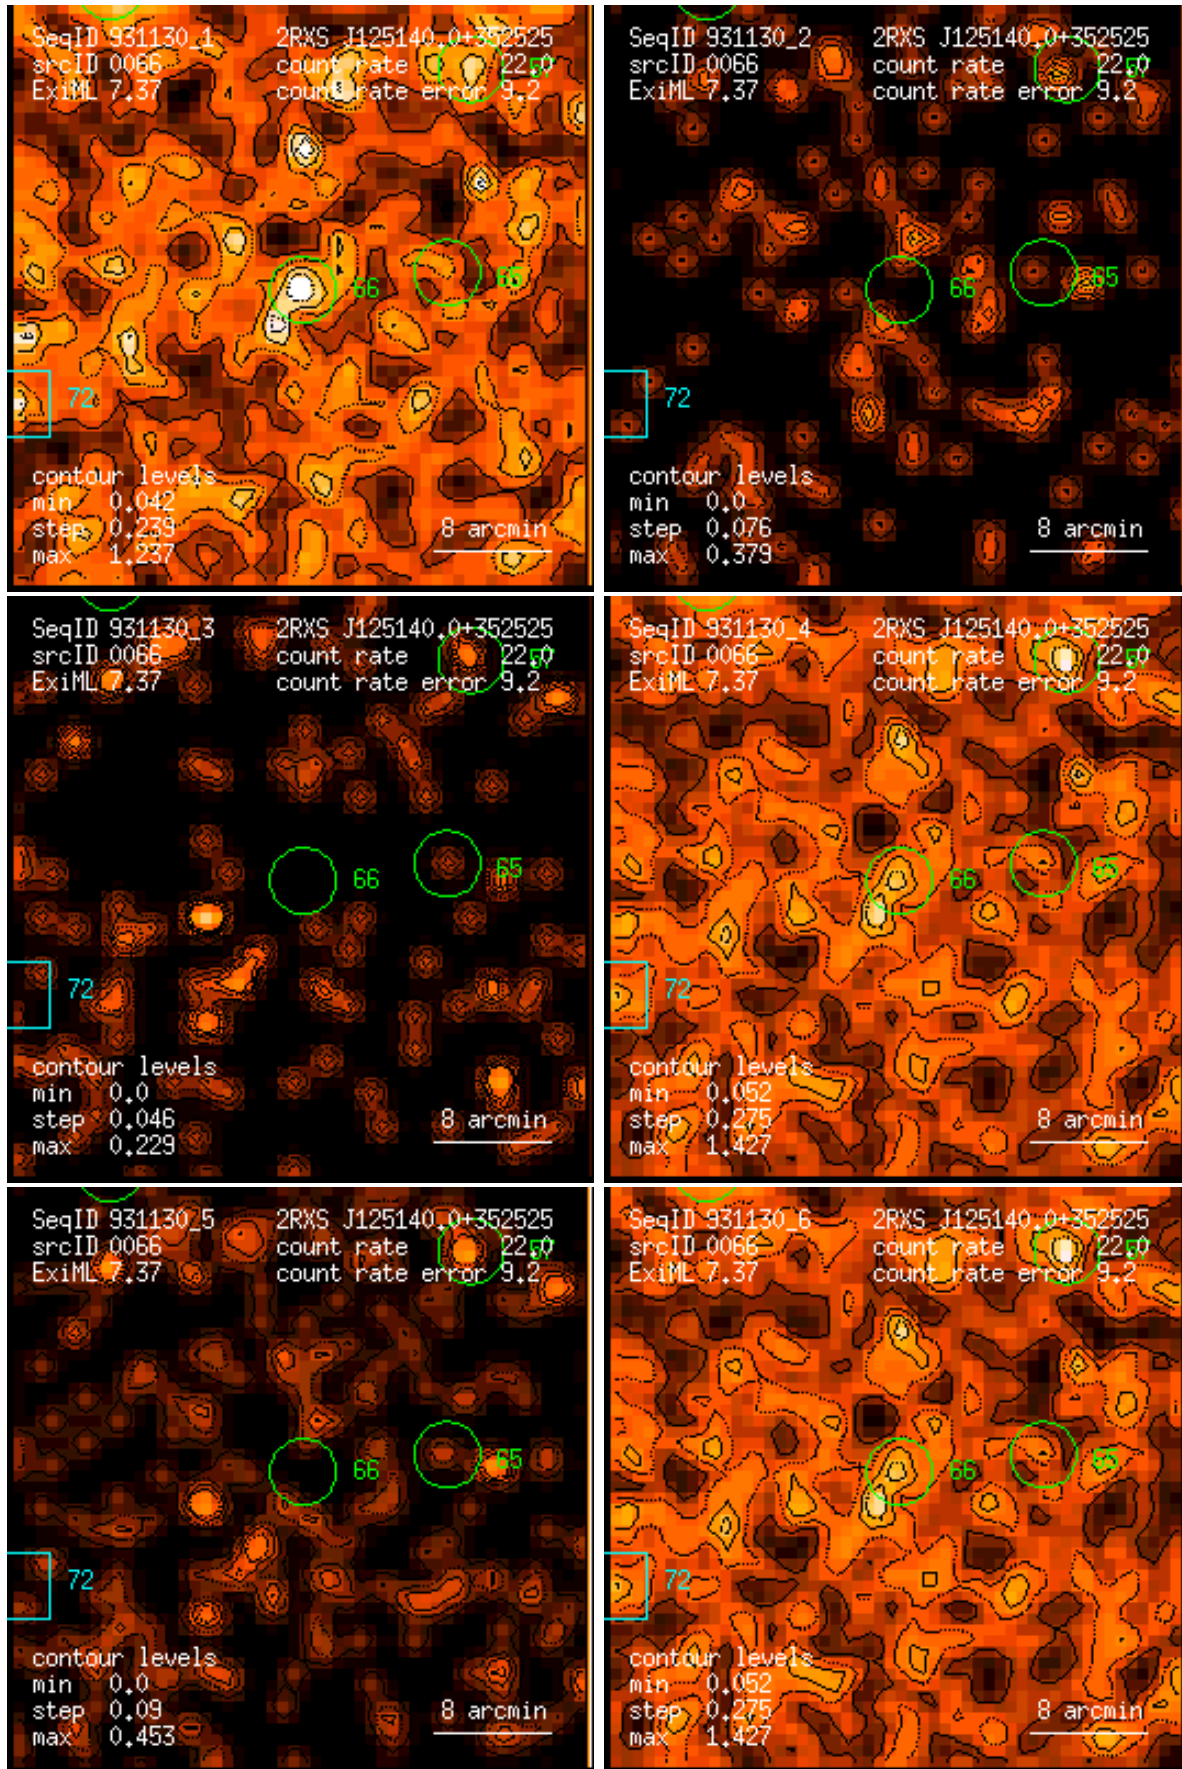 SeqID 931130_1 2RXS J125140.0+352525
srcID 0066 count rate 22.0
ExiML 7.37 count rate error 9.2
66
65
72
contour levels
min 0.042
step 0.239
max 1.237
8 arcmin
SeqID 931130_2 2RXS J125140.0+352525
srcID 0066 count rate 22.0
ExiML 7.37 count rate error 9.2
66
65
72
contour levels
min 0.0
step 0.076
max 0.379
8 arcmin
SeqID 931130_3 2RXS J125140.0+352525
srcID 0066 count rate 22.0
ExiML 7.37 count rate error 9.2
66
65
72
contour levels
min 0.0
step 0.046
max 0.229
8 arcmin
SeqID 931130_4 2RXS J125140.0+352525
srcID 0066 count rate 22.0
ExiML 7.37 count rate error 9.2
66
65
72
contour levels
min 0.052
step 0.275
max 1.427
8 arcmin
SeqID 931130_5 2RXS J125140.0+352525
srcID 0066 count rate 22.0
ExiML 7.37 count rate error 9.2
66
65
72
contour levels
min 0.0
step 0.09
max 0.453
8 arcmin
SeqID 931130_6 2RXS J125140.0+352525
srcID 0066 count rate 22.0
ExiML 7.37 count rate error 9.2
66
65
72
contour levels
min 0.052
step 0.275
max 1.427
8 arcmin